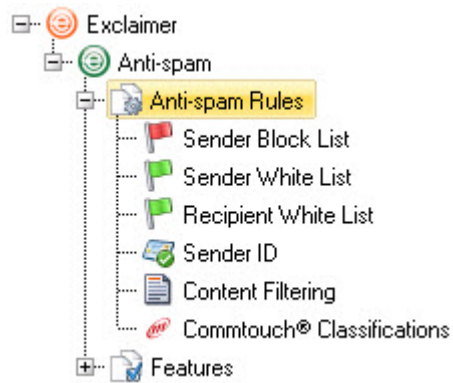 Exclaimer
Anti-spam
Anti-spam Rules
Sender Block List
Sender White List
Recipient White List
Sender ID
Content Filtering
Commtouch® Classifications
Features